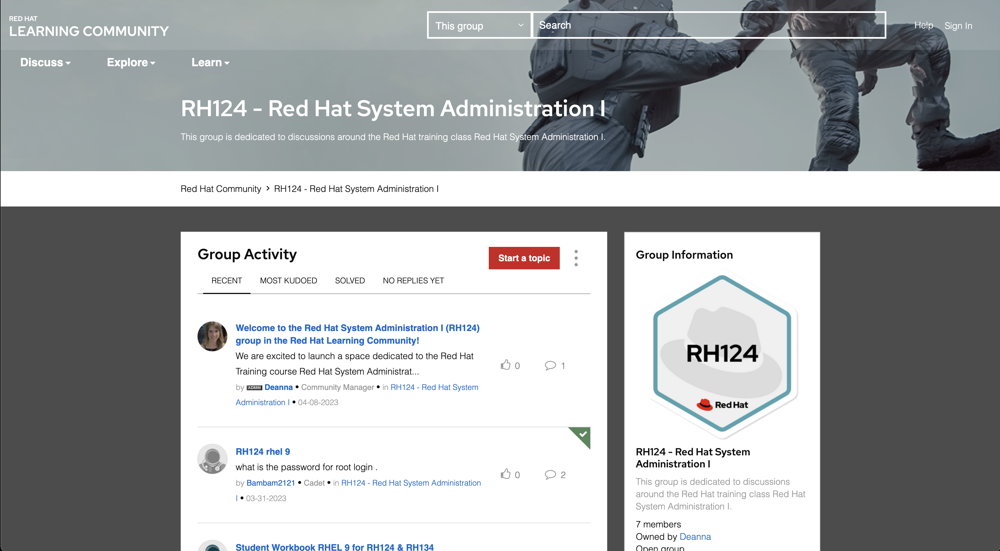 RED HAT
LEARNING COMMUNITY
This group
Search
Help
Sign In
Discuss
Explore
Learn
RH124 - Red Hat System Administration I
This group is dedicated to discussions around the Red Hat training class Red Hat System Administration I.
Red Hat Community > RH124 - Red Hat System Administration I
Group Activity
Start a topic
RECENT
MOST KUDOED
SOLVED
NO REPLIES YET
Welcome to the Red Hat System Administration I (RH124)
group in the Red Hat Learning Community!
We are excited to launch a space dedicated to the Red Hat
Training course Red Hat System Administrat...
by ADMIN Deanna • Community Manager • in RH124 - Red Hat System
Administration I • 04-08-2023
0
1
RH124 rhel 9
what is the password for root login .
by Bambam2121 • Cadet • in RH124 - Red Hat System Administration
I • 03-31-2023
0
2
Student Workbook RHEL 9 for RH124 & RH134
Group Information
RH124
Red Hat
RH124 - Red Hat System
Administration I
This group is dedicated to discussions
around the Red Hat training class Red Hat
System Administration I.
7 members
Owned by Deanna
Open group